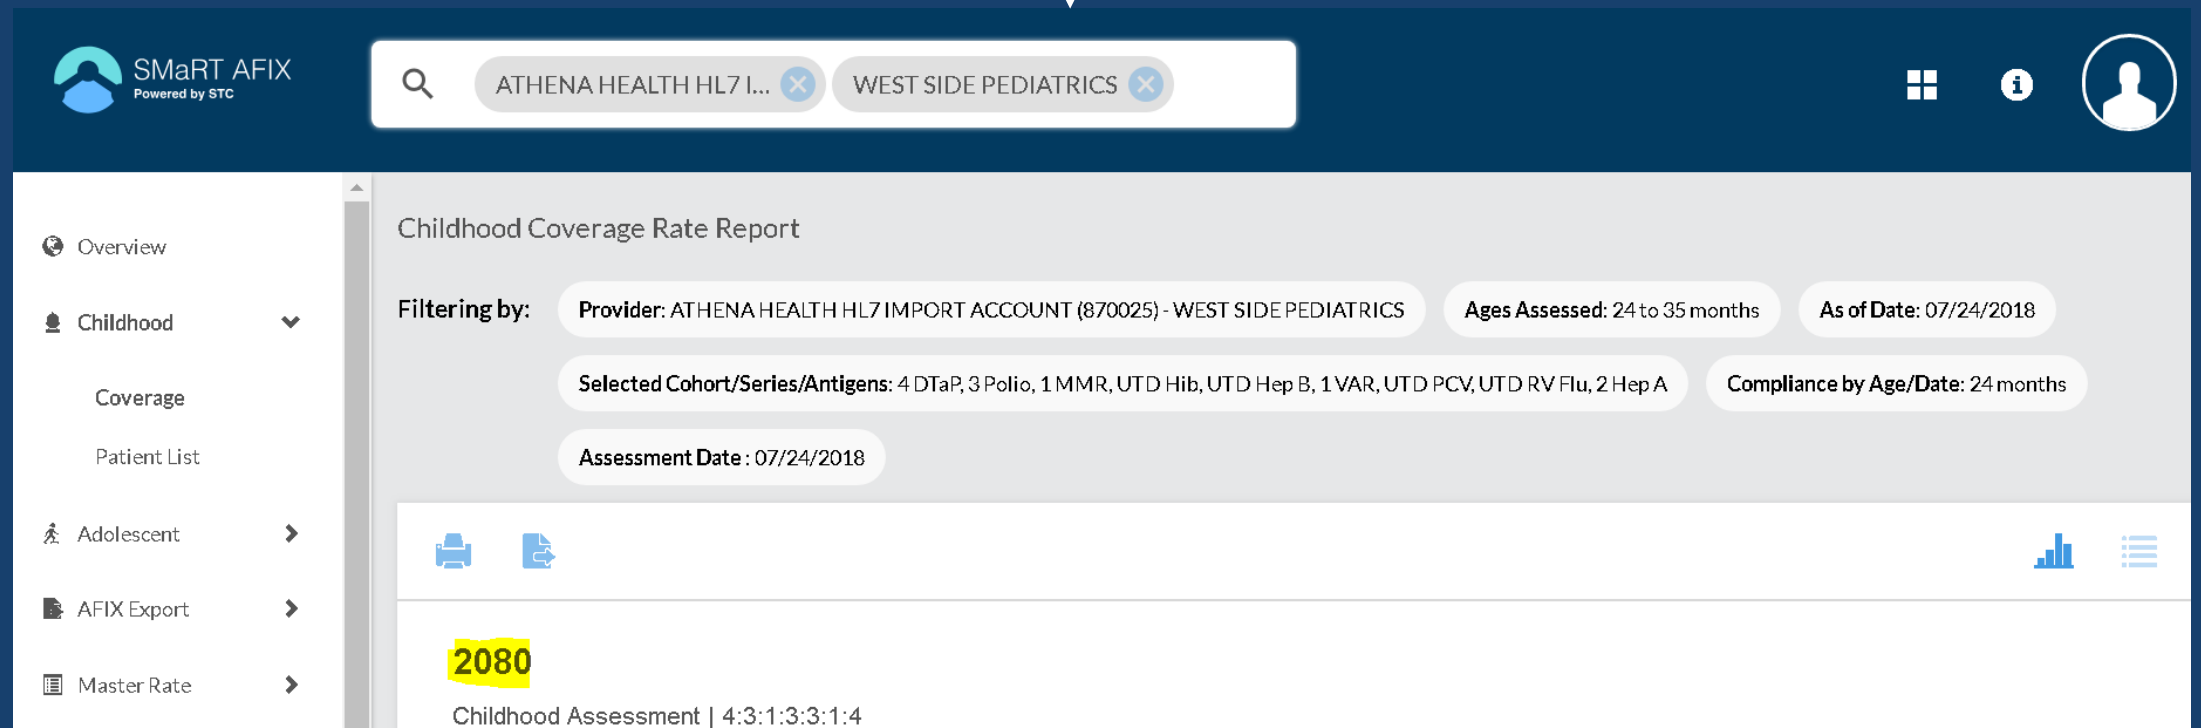 SMaRT AFIX
Powered by STC
ATHENA HEALTH HL7 I... WEST SIDE PEDIATRICS
Overview
Childhood
Coverage
Patient List
Adolescent
AFIX Export
Master Rate
Childhood Coverage Rate Report
Filtering by: Provider: ATHENA HEALTH HL7 IMPORT ACCOUNT (870025) - WEST SIDE PEDIATRICS Ages Assessed: 24 to 35 months As of Date: 07/24/2018
Selected Cohort/Series/Antigens: 4 DTaP, 3 Polio, 1 MMR, UTD Hib, UTD Hep B, 1 VAR, UTD PCV, UTD RV Flu, 2 Hep A Compliance by Age/Date: 24 months
Assessment Date : 07/24/2018
2080
Childhood Assessment | 4:3:1:3:3:1:4